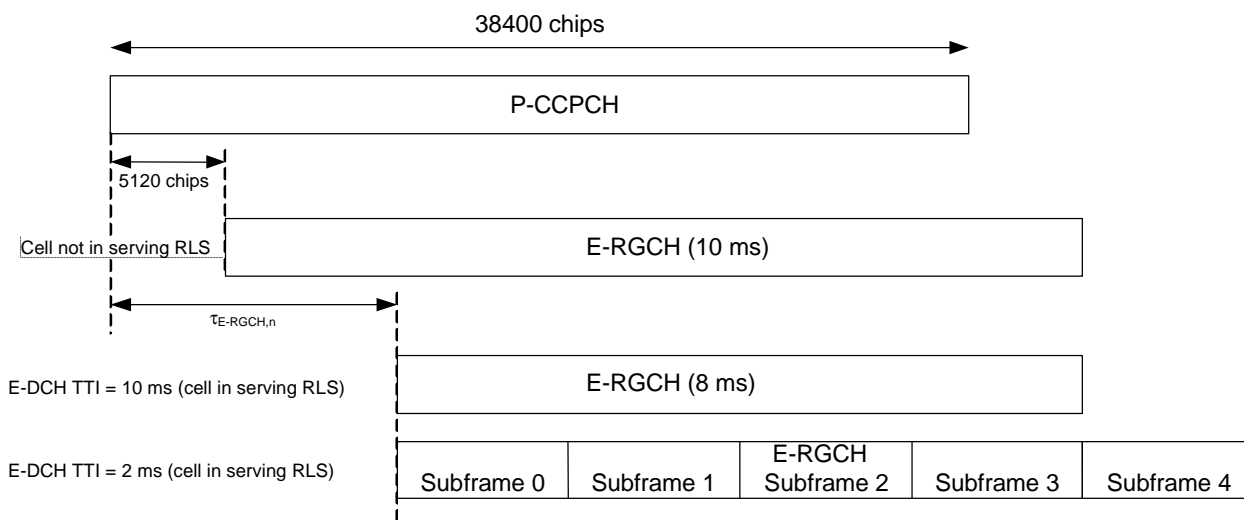 38400 chips
P-CCPCH
5120 chips
Cell not in serving RLS
E-RGCH (10 ms)
τE-RGCH,n
E-DCH TTI = 10 ms (cell in serving RLS)
E-RGCH (8 ms)
E-DCH TTI = 2 ms (cell in serving RLS)
E-RGCH
Subframe 0 Subframe 1 Subframe 2 Subframe 3 Subframe 4